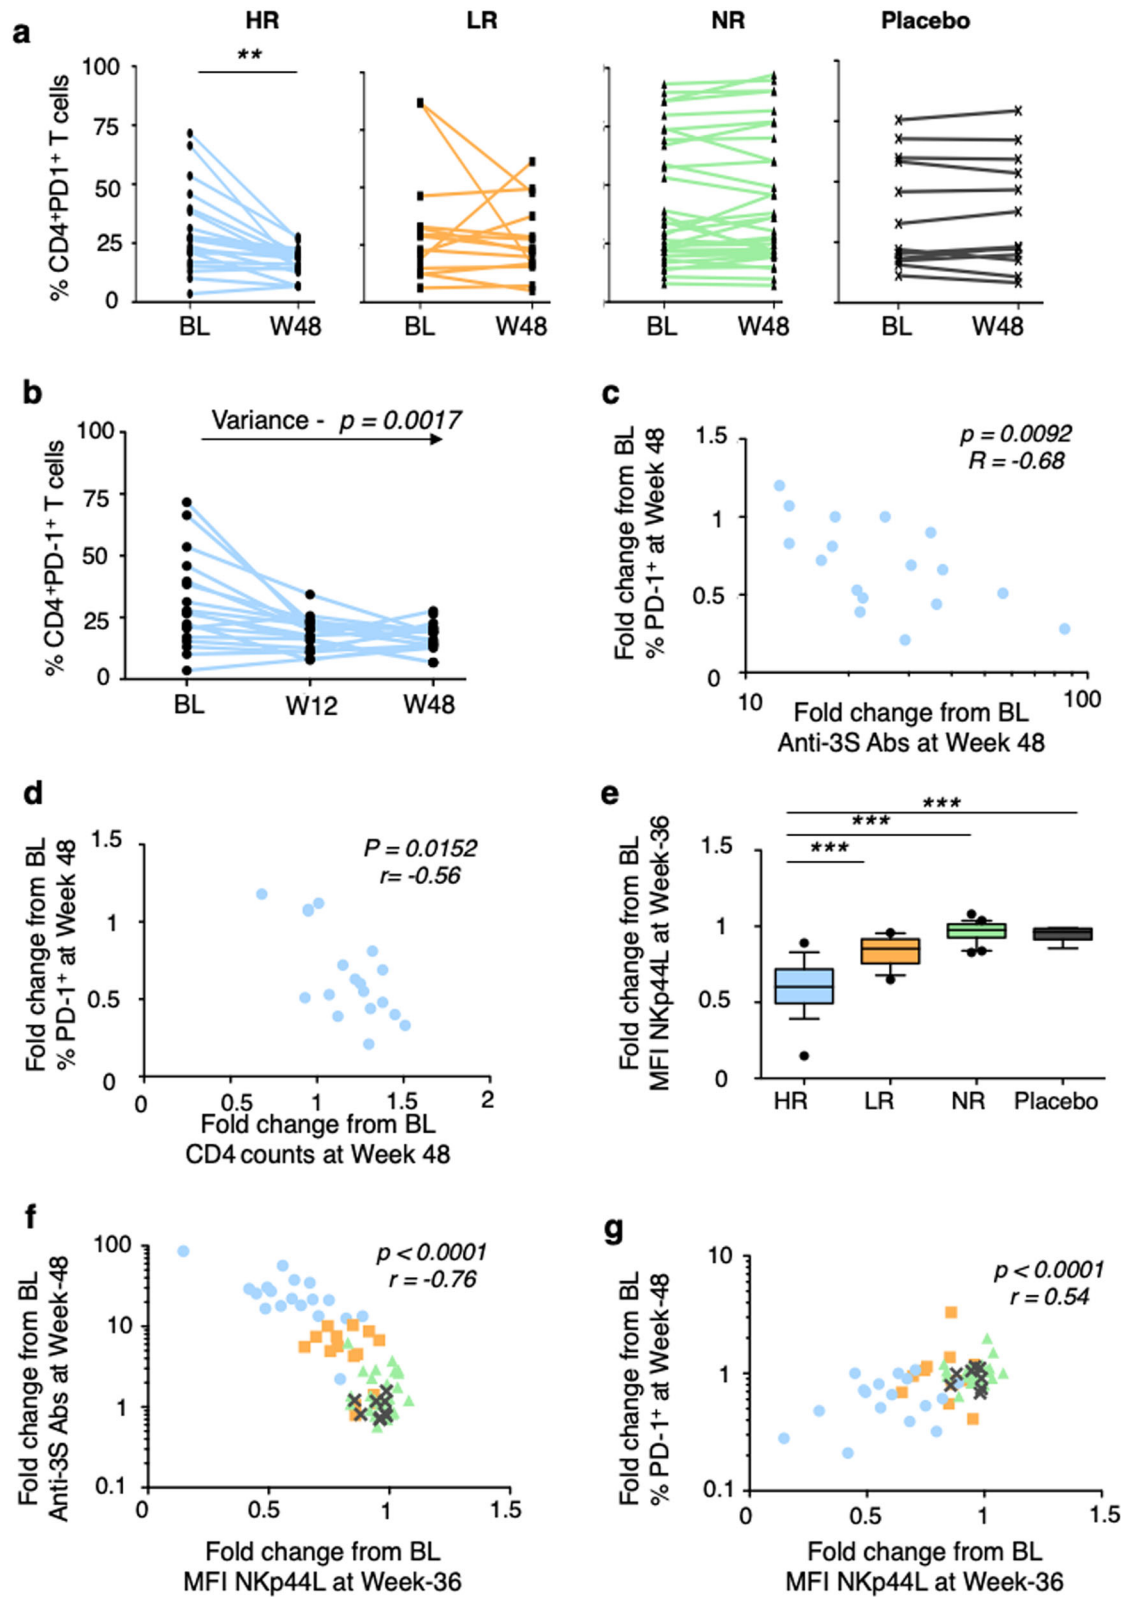 a
HR
LR
NR
Placebo
**
% CD4⁺PD1⁺ T cells
100
75
50
25
0
BL
W48
BL
W48
BL
W48
BL
W48
b
Variance - p = 0.0017
% CD4⁺PD-1⁺ T cells
100
75
50
25
0
BL
W12
W48
c
p = 0.0092
R = -0.68
Fold change from BL
% PD-1⁺ at Week 48
1.5
1
0.5
0
10
100
Fold change from BL
Anti-3S Abs at Week 48
d
P = 0.0152
r= -0.56
Fold change from BL
% PD-1⁺ at Week 48
1.5
1
0.5
0
0
0.5
1
1.5
2
Fold change from BL
CD4 counts at Week 48
e
***
***
***
Fold change from BL
MFI NKp44L at Week-36
1.5
1
0.5
0
HR
LR
NR
Placebo
f
p < 0.0001
r = -0.76
Fold change from BL
Anti-3S Abs at Week-48
100
10
1
0.1
0
0.5
1
1.5
Fold change from BL
MFI NKp44L at Week-36
g
p < 0.0001
r = 0.54
Fold change from BL
% PD-1⁺ at Week-48
10
1
0.1
0
0.5
1
1.5
Fold change from BL
MFI NKp44L at Week-36